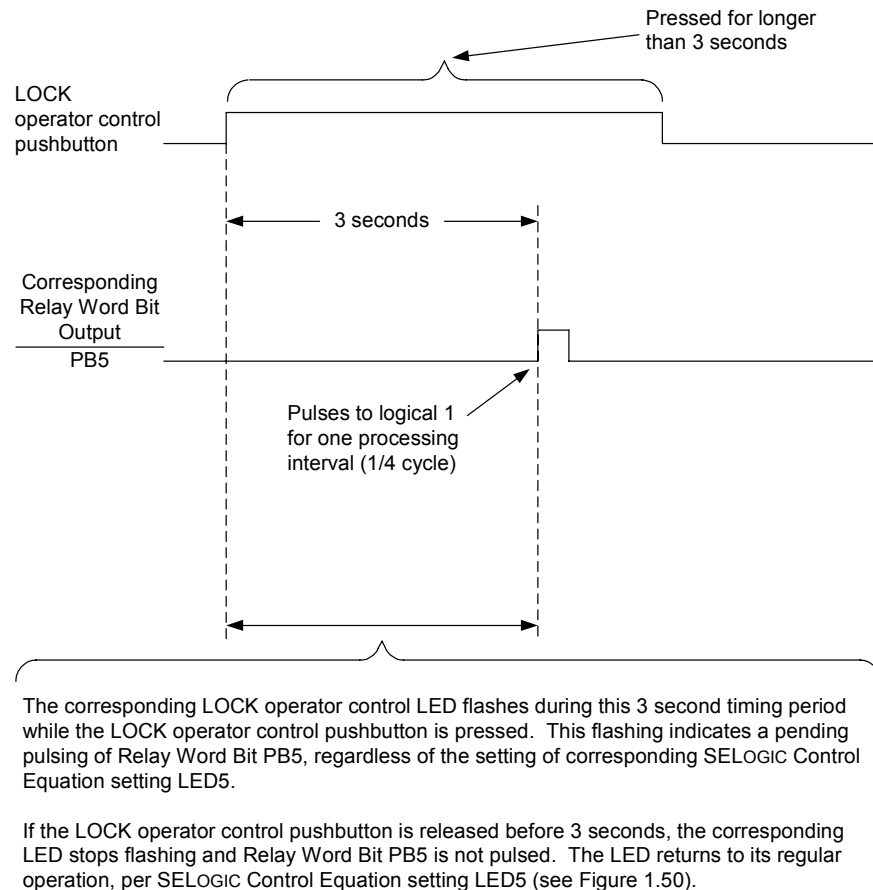 Pressed for longer
than 3 seconds
LOCK
operator control
pushbutton
3 seconds
Corresponding
Relay Word Bit
Output
PB5
Pulses to logical 1
for one processing
interval (1/4 cycle)
The corresponding LOCK operator control LED flashes during this 3 second timing period
while the LOCK operator control pushbutton is pressed. This flashing indicates a pending
pulsing of Relay Word Bit PB5, regardless of the setting of corresponding SELOGIC Control
Equation setting LED5.
If the LOCK operator control pushbutton is released before 3 seconds, the corresponding
LED stops flashing and Relay Word Bit PB5 is not pulsed. The LED returns to its regular
operation, per SELOGIC Control Equation setting LED5 (see Figure 1.50).